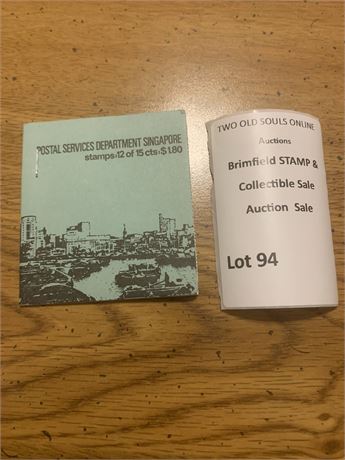 POSTAL SERVICES DEPARTMENT SINGAPORE
stamps:12 of 15 cts:$1.80
TWO OLD SOULS ONLINE
Auctions
Brimfield STAMP &
Collectible Sale
Auction Sale
Lot 94